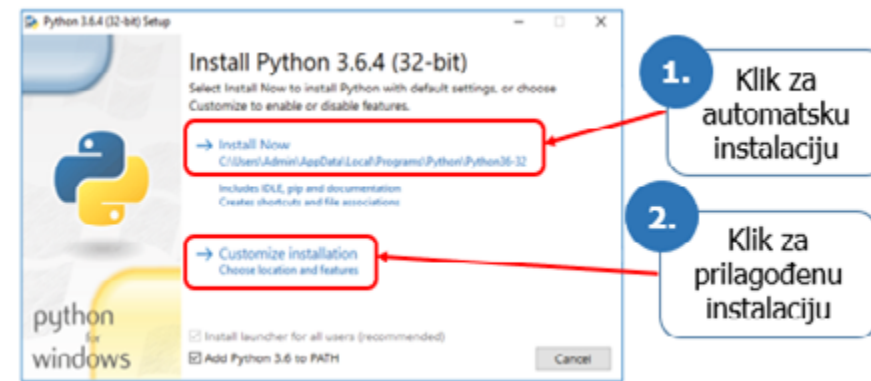 Python 3.6.4 (32-bit) Setup
Install Python 3.6.4 (32-bit)
Select Install Now to install Python with default settings, or choose
Customize to enable or disable features.
→ Install Now
C:\Users\Admin\AppData\Local\Programs\Python\Python36-32
Includes IDLE, pip and documentation
Creates shortcuts and file associations
→ Customize installation
Choose location and features
Install launcher for all users (recommended)
Add Python 3.6 to PATH
Cancel
python
for
windows
1.
Klik za
automatsku
instalaciju
2.
Klik za
prilagođenu
instalaciju